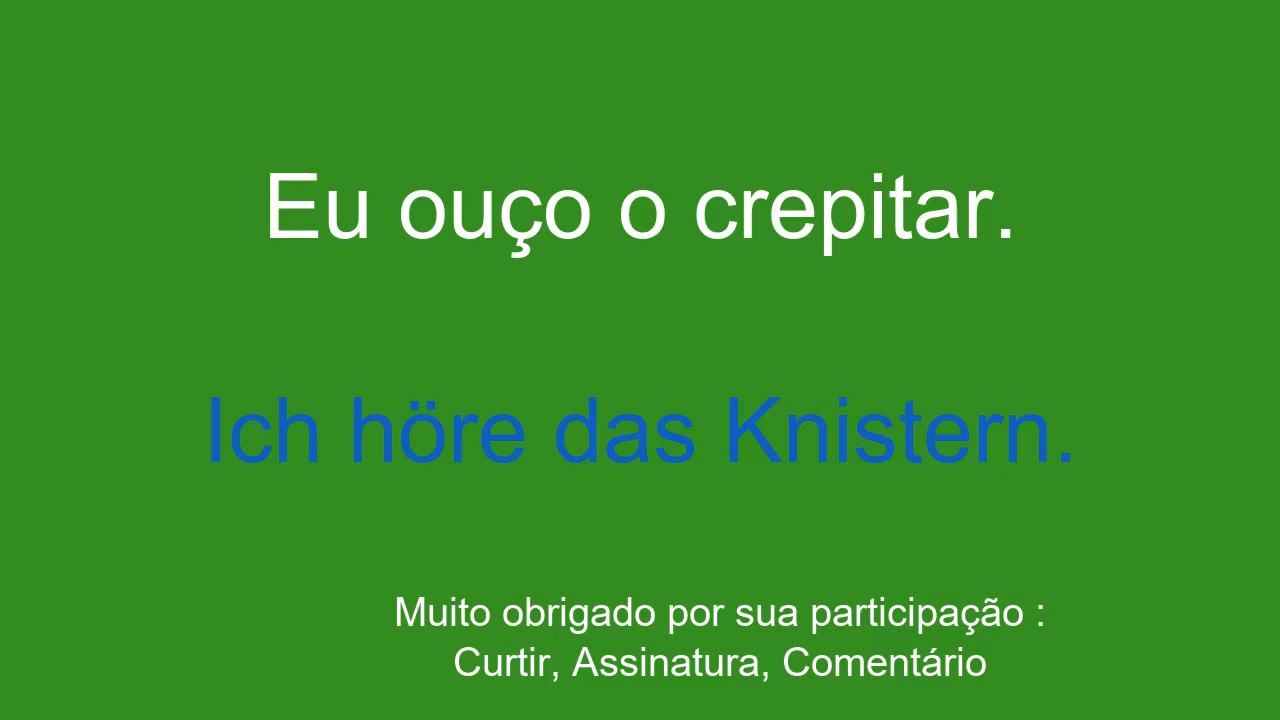 Eu ouço o crepitar.
Ich höre das Knistern.
Muito obrigado por sua participação :
Curtir, Assinatura, Comentário